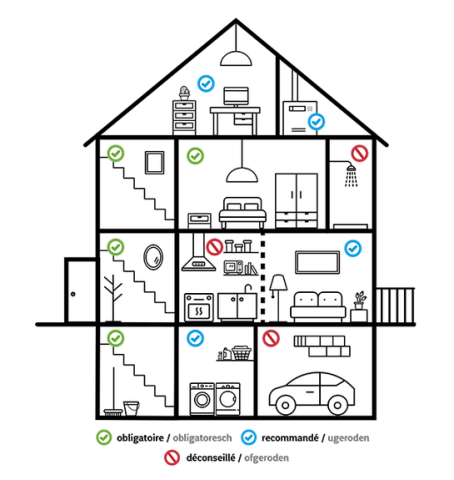 obligatoire / obligatoresch recommandé / ugeroden
déconseillé / ofgeroden